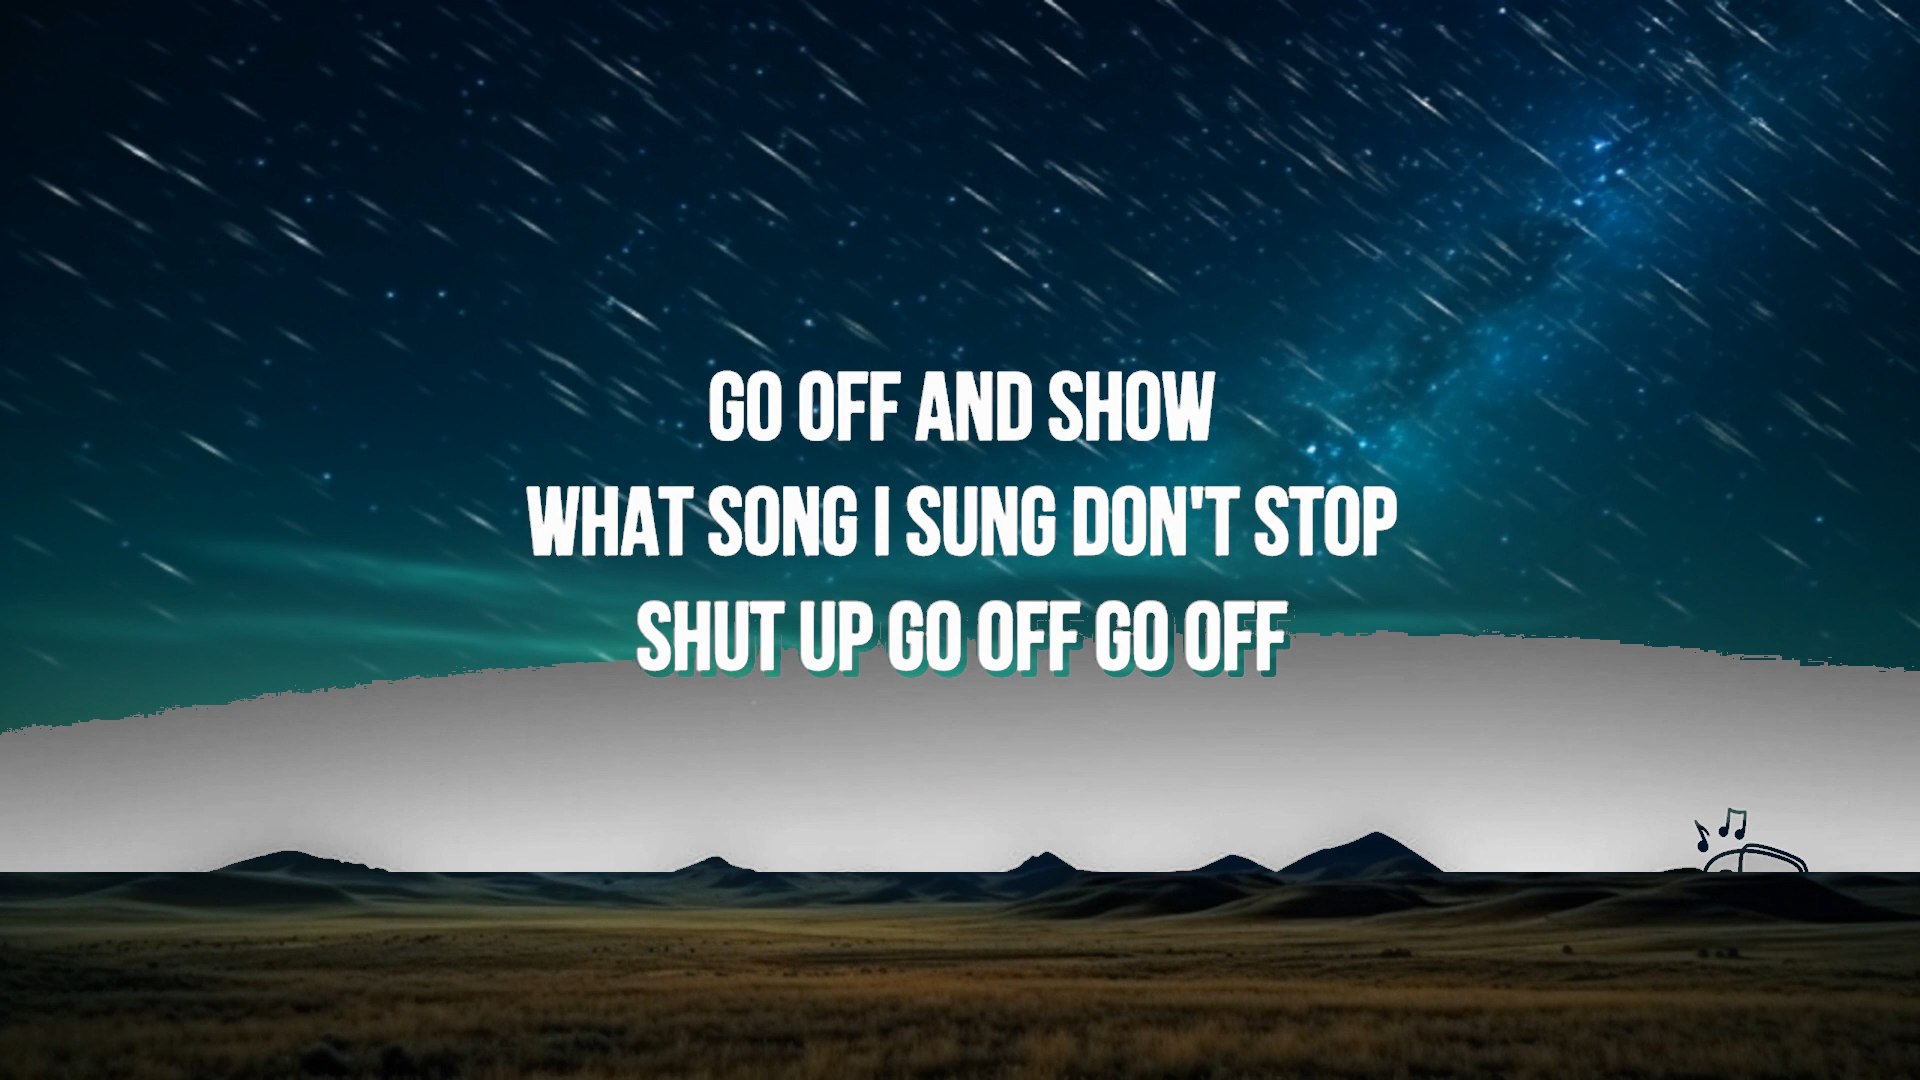 GO OFF AND SHOW
WHAT SONG I SUNG DON'T STOP
SHUT UP GO OFF GO OFF